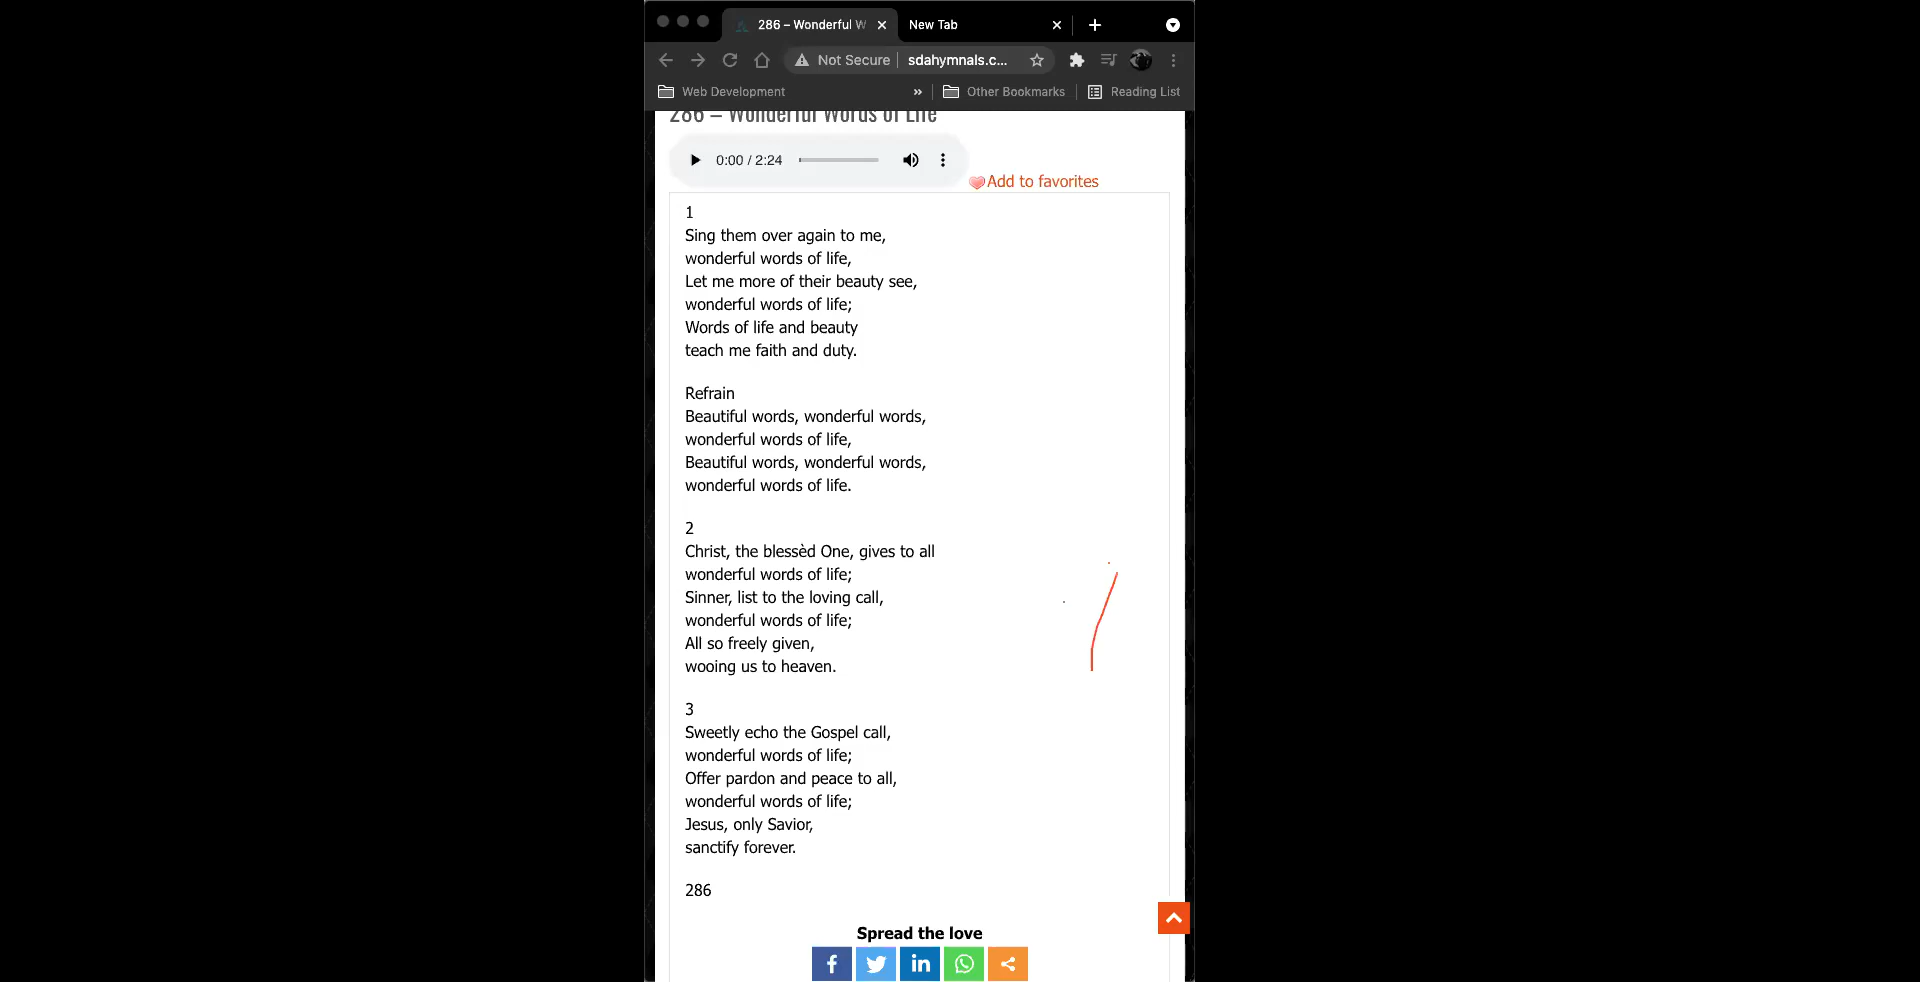 286 – Wonderful W
New Tab
Not Secure
sdahymnals.c...
Web Development
»
Other Bookmarks
Reading List
286 – Wonderful Words of Life
0:00 / 2:24
Add to favorites
1
Sing them over again to me,
wonderful words of life,
Let me more of their beauty see,
wonderful words of life;
Words of life and beauty
teach me faith and duty.
Refrain
Beautiful words, wonderful words,
wonderful words of life,
Beautiful words, wonderful words,
wonderful words of life.
2
Christ, the blessèd One, gives to all
wonderful words of life;
Sinner, list to the loving call,
wonderful words of life;
All so freely given,
wooing us to heaven.
3
Sweetly echo the Gospel call,
wonderful words of life;
Offer pardon and peace to all,
wonderful words of life;
Jesus, only Savior,
sanctify forever.
286
Spread the love